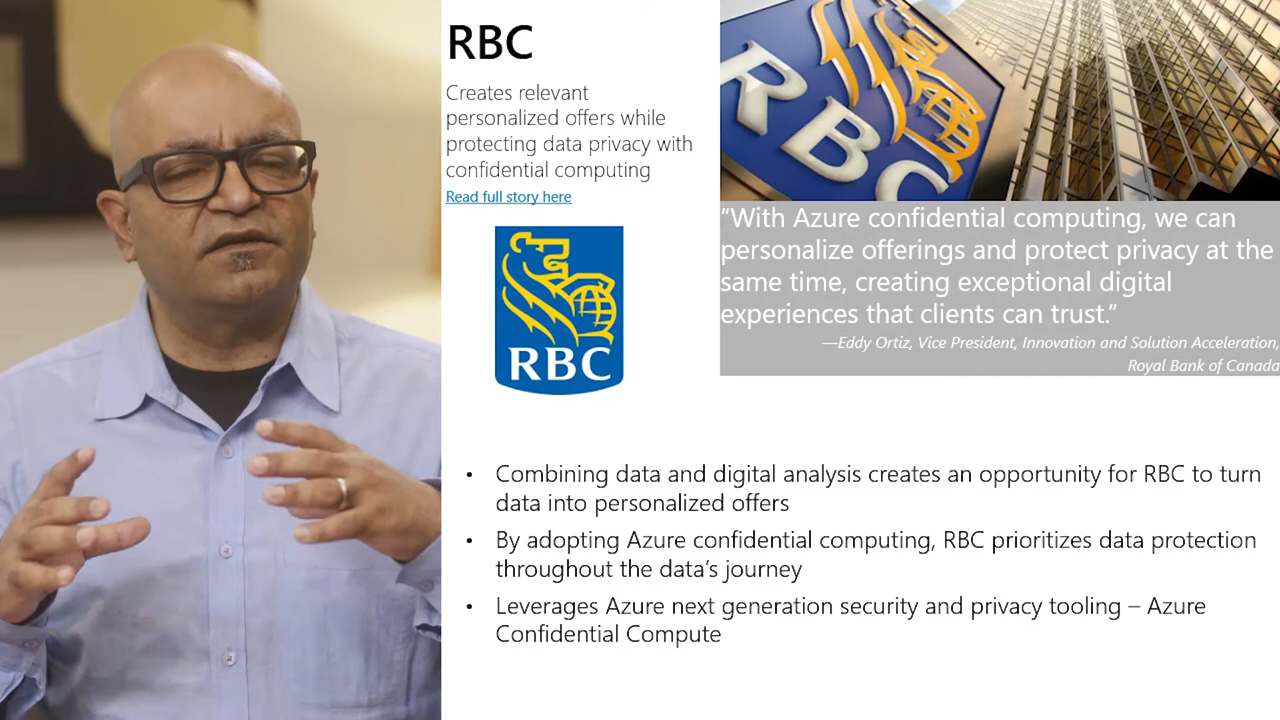 RBC
Creates relevant
personalized offers while
protecting data privacy with
confidential computing
Read full story here
RBC
RBC
“With Azure confidential computing, we can
personalize offerings and protect privacy at the
same time, creating exceptional digital
experiences that clients can trust.”
—Eddy Ortiz, Vice President, Innovation and Solution Acceleration,
Royal Bank of Canada
• Combining data and digital analysis creates an opportunity for RBC to turn
data into personalized offers
• By adopting Azure confidential computing, RBC prioritizes data protection
throughout the data’s journey
• Leverages Azure next generation security and privacy tooling – Azure
Confidential Compute